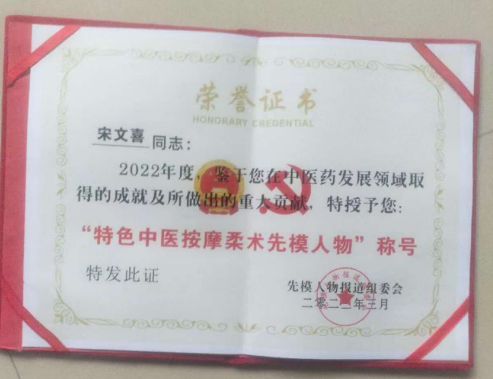 荣誉证书
HONORARY CREDENTIAL
宋文喜 同志：
2022年度，鉴于您在中医药发展领域取
得的成就及所做出的重大贡献，特授予您：
“特色中医按摩柔术先模人物”称号
特发此证
先模人物报道组委会
二〇二二年三月